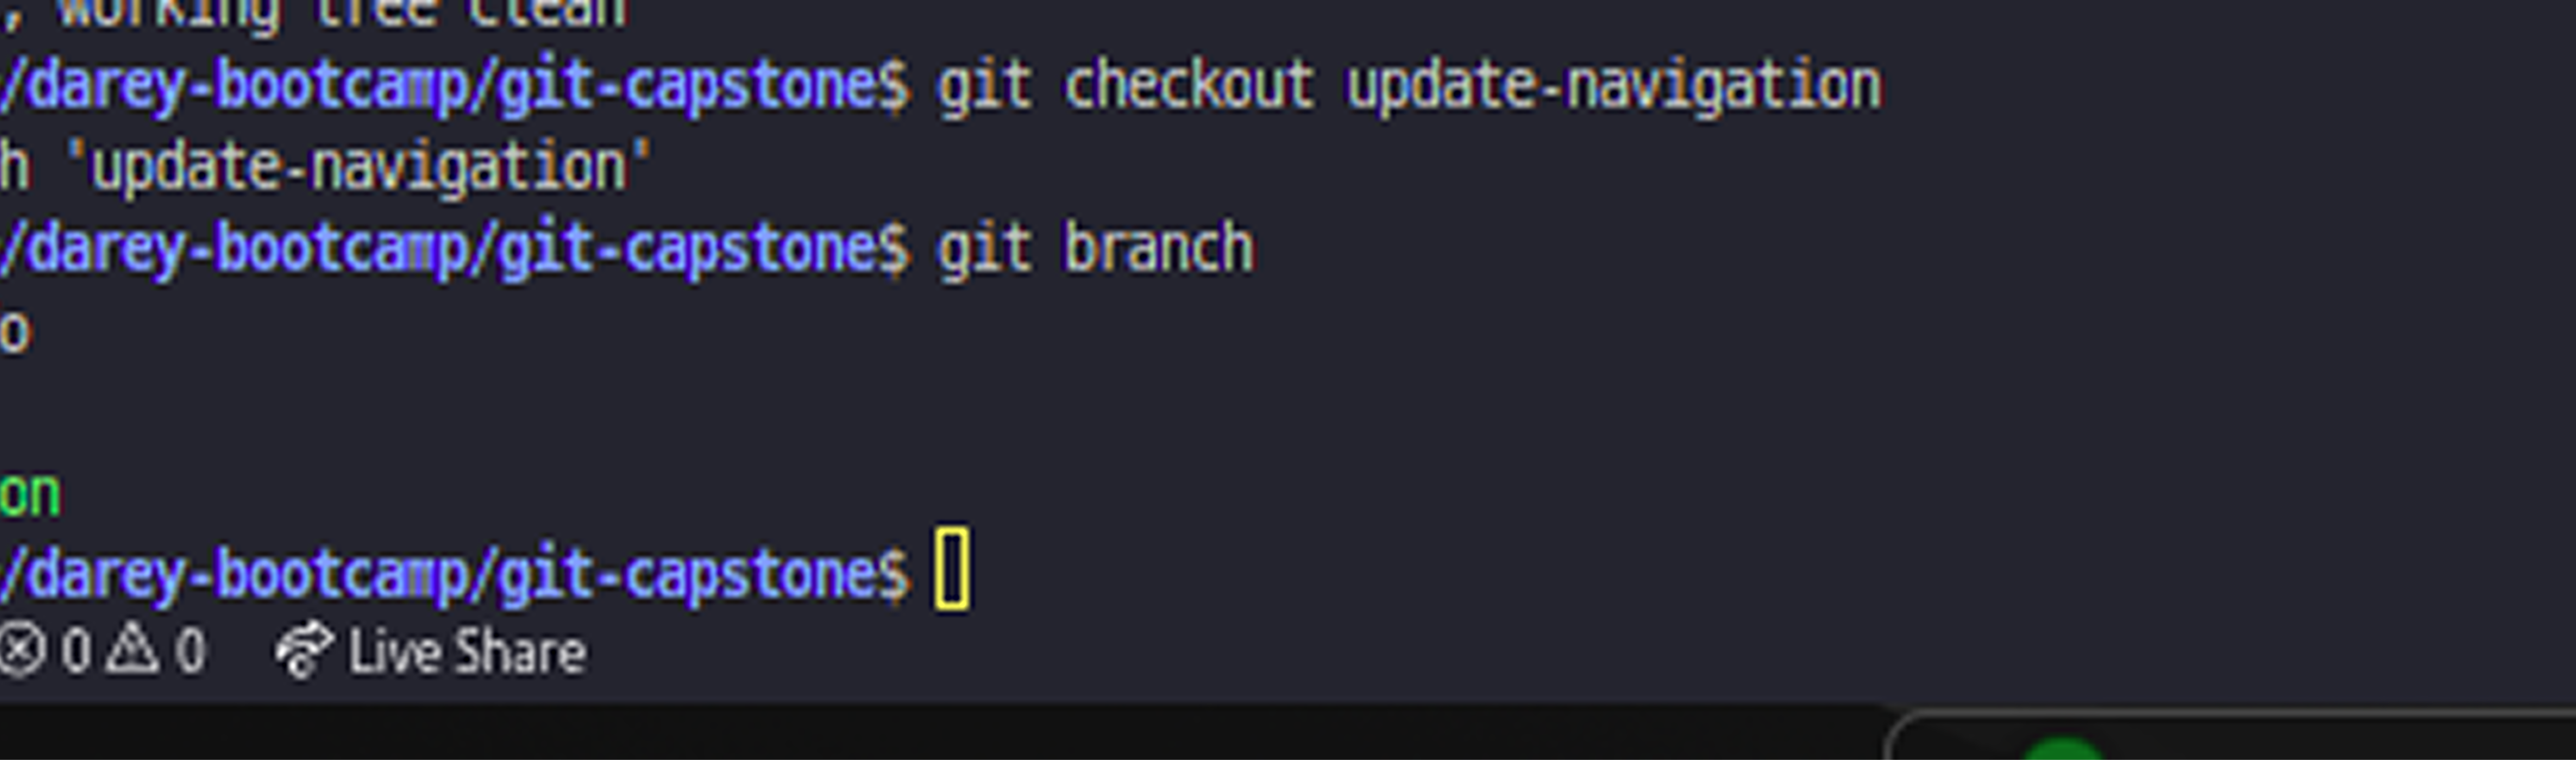 , working tree clean
/darey-bootcamp/git-capstone$ git checkout update-navigation
h 'update-navigation'
/darey-bootcamp/git-capstone$ git branch
o
on
/darey-bootcamp/git-capstone$
0 0 Live Share